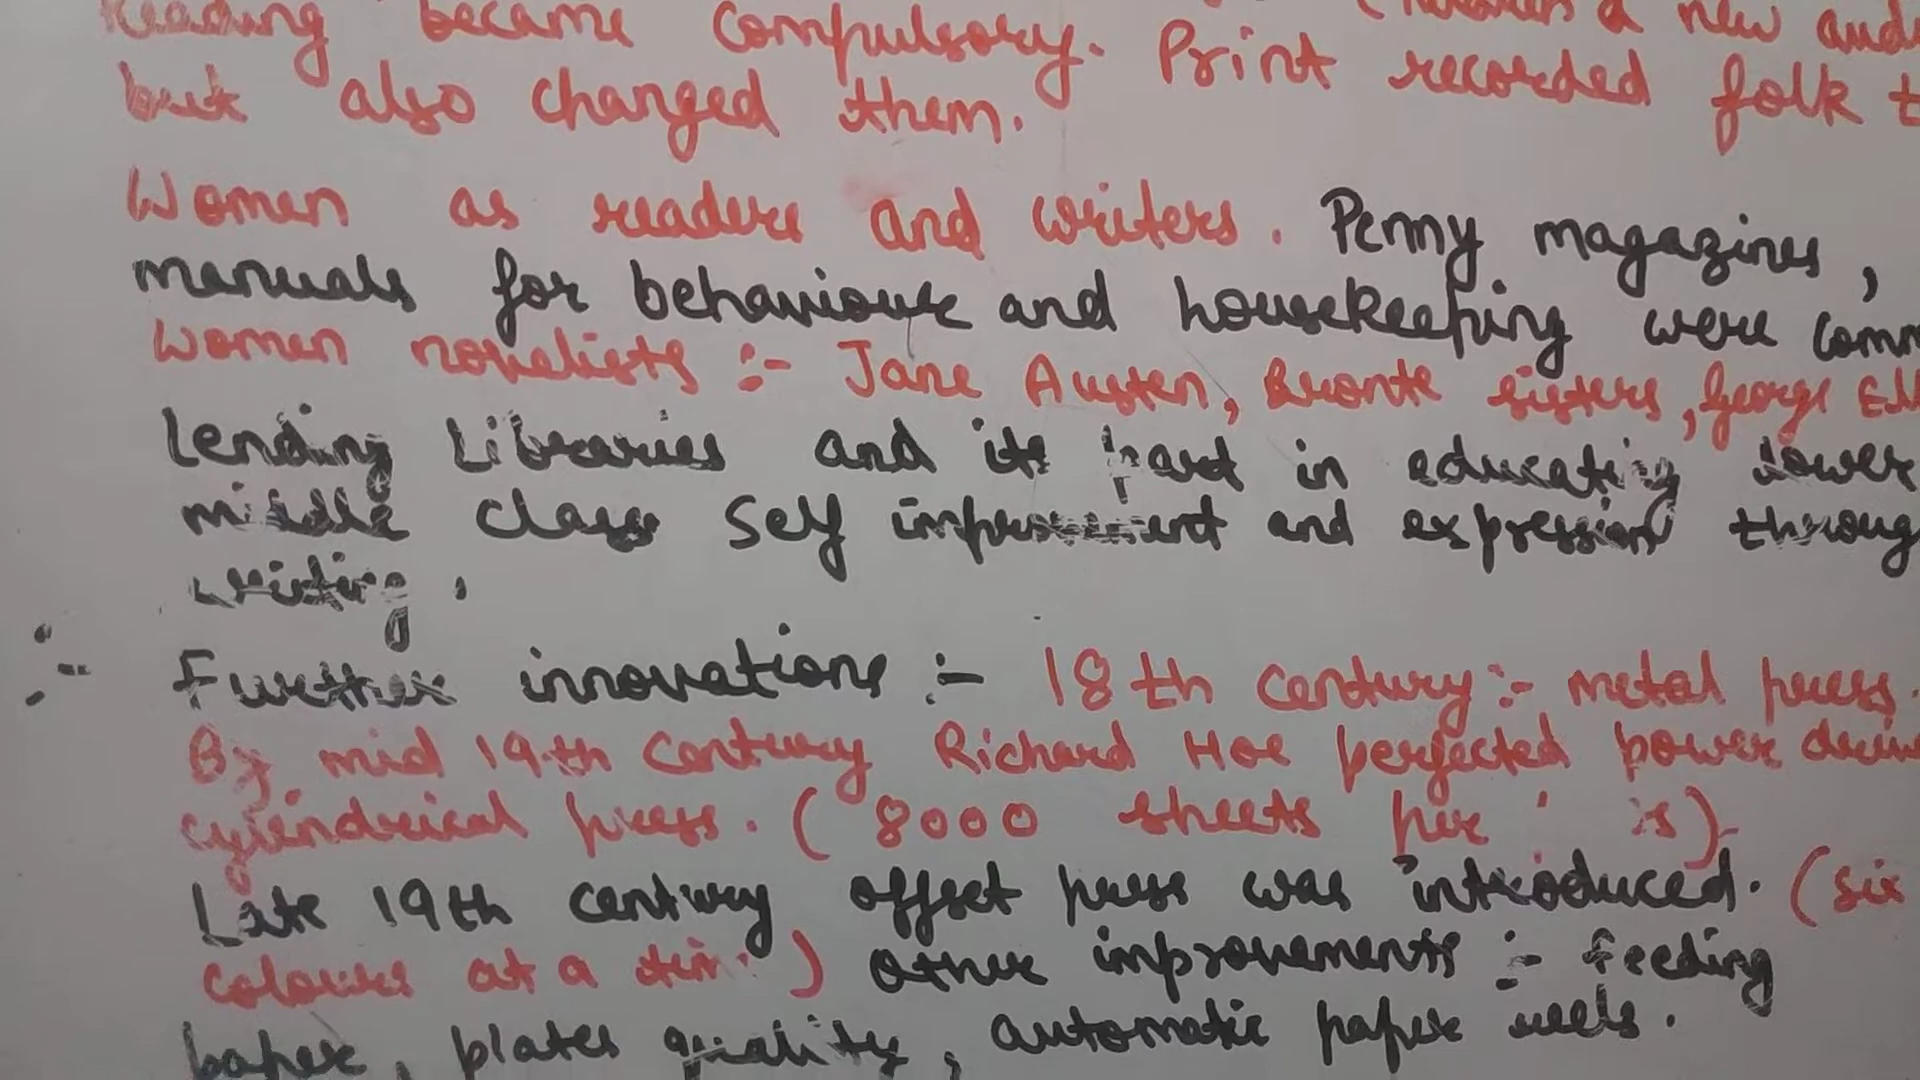 Reading became Compulsory. a new
but also changed them. Print recorded folk
Women as readers and writers. Penny magazines,
manuals for behaviour and housekeeping were
Women novelists :- Jane Austen, Bronte sisters, George
Lending Libraries and its part in educating lower
middle class Self improvement and expression
writing.
Further innovations :- 18th Century :- metal press.
By mid 19th Century Richard Hoe perfected power
cylindrical press. ( 8000 sheets per )
Late 19th century offset press was introduced. (six
colours at a ) Other improvements :- feeding
paper, plates quality, automatic paper reels.